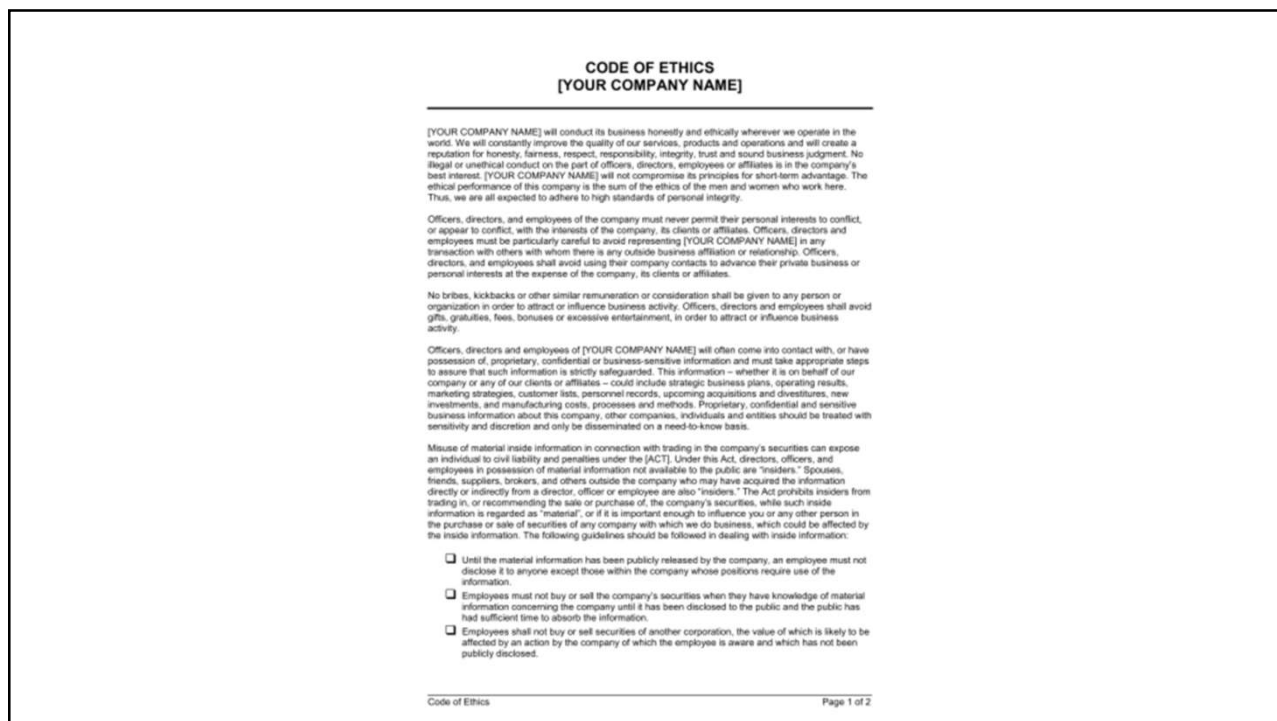 CODE OF ETHICS
[YOUR COMPANY NAME]
[YOUR COMPANY NAME] will conduct its business honestly and ethically wherever we operate in the
world. We will constantly improve the quality of our services, products and operations and will create a
reputation for honesty, fairness, respect, responsibility, integrity, trust and sound business judgment. No
illegal or unethical conduct on the part of officers, directors, employees or affiliates is in the company's
best interest. [YOUR COMPANY NAME] will not compromise its principles for short-term advantage. The
ethical performance of this company is the sum of the ethics of the men and women who work here.
Thus, we are all expected to adhere to high standards of personal integrity.
Officers, directors, and employees of the company must never permit their personal interests to conflict,
or appear to conflict, with the interests of the company, its clients or affiliates. Officers, directors and
employees must be particularly careful to avoid representing [YOUR COMPANY NAME] in any
transaction with others with whom there is any outside business affiliation or relationship. Officers,
directors, and employees shall avoid using their company contacts to advance their private business or
personal interests at the expense of the company, its clients or affiliates.
No bribes, kickbacks or other similar remuneration or consideration shall be given to any person or
organization in order to attract or influence business activity. Officers, directors and employees shall avoid
gifts, gratuities, fees, bonuses or excessive entertainment, in order to attract or influence business
activity.
Officers, directors and employees of [YOUR COMPANY NAME] will often come into contact with, or have
possession of, proprietary, confidential or business-sensitive information and must take appropriate steps
to assure that such information is strictly safeguarded. This information – whether it is on behalf of our
company or any of our clients or affiliates – could include strategic business plans, operating results,
marketing strategies, customer lists, personnel records, upcoming acquisitions and divestitures, new
investments, and manufacturing costs, processes and methods. Proprietary, confidential and sensitive
business information about this company, other companies, individuals and entities should be treated with
sensitivity and discretion and only be disseminated on a need-to-know basis.
Misuse of material inside information in connection with trading in the company's securities can expose
an individual to civil liability and penalties under the [ACT]. Under this Act, directors, officers, and
employees in possession of material information not available to the public are "insiders." Spouses,
friends, suppliers, brokers, and others outside the company who may have acquired the information
directly or indirectly from a director, officer or employee are also "insiders." The Act prohibits insiders from
trading in, or recommending the sale or purchase of, the company's securities, while such inside
information is regarded as "material", or if it is important enough to influence you or any other person in
the purchase or sale of securities of any company with which we do business, which could be affected by
the inside information. The following guidelines should be followed in dealing with inside information:
❑ Until the material information has been publicly released by the company, an employee must not
disclose it to anyone except those within the company whose positions require use of the
information.
❑ Employees must not buy or sell the company's securities when they have knowledge of material
information concerning the company until it has been disclosed to the public and the public has
had sufficient time to absorb the information.
❑ Employees shall not buy or sell securities of another corporation, the value of which is likely to be
affected by an action by the company of which the employee is aware and which has not been
publicly disclosed.
Code of Ethics Page 1 of 2